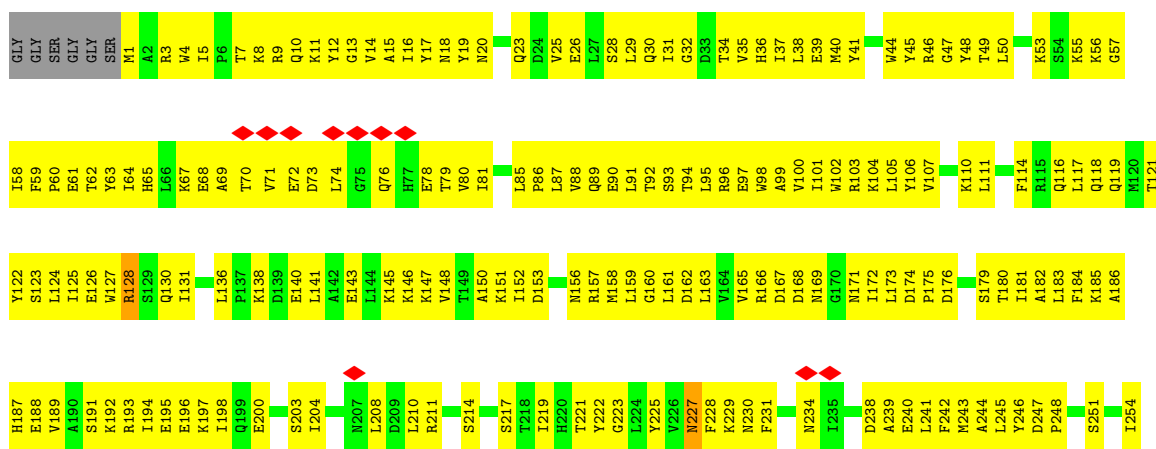 GLY GLY SER GLY GLY SER M1 A2 R3 W4 I5 P6 T7 K8 R9 Q10 K11 Y12 G13 V14 A15 I16 Y17 N18 Y19 N20 Q23 D24 V25 E26 L27 S28 L29 Q30 I31 G32 D33 T34 V35 H36 I37 L38 E39 M40 Y41 W44 Y45 R46 G47 Y48 T49 L50 K53 S54 K55 K56 G57
I58 F59 P60 E61 T62 Y63 I64 H65 L66 K67 E68 A69 T70 V71 E72 D73 L74 G75 Q76 H77 E78 T79 V80 I81 L85 P86 L87 V88 Q89 E90 L91 T92 S93 T94 L95 R96 E97 W98 A99 V100 I101 W102 R103 K104 L105 Y106 V107 K110 L111 F114 R115 Q116 L117 Q118 Q119 M120 T121
Y122 S123 L124 I125 E126 W127 R128 S129 Q130 I131 L136 P137 K138 D139 E140 L141 A142 E143 L144 K145 K146 K147 V148 T149 A150 K151 I152 D153 N156 R157 M158 L159 G160 L161 D162 L163 V164 V165 R166 D167 D168 N169 G170 N171 I172 L173 D174 P175 D176 S179 T180 I181 A182 L183 F184 K185 A186
H187 E188 V189 A190 S191 K192 R193 I194 E195 E196 K197 I198 Q199 E200 S203 I204 N207 L208 D209 L210 R211 S214 S217 T218 I219 H220 T221 Y222 G223 L224 Y225 V226 N227 F228 K229 N230 F231 N234 I235 D238 A239 E240 L241 F242 M243 A244 L245 Y246 D247 P248 S251 I254